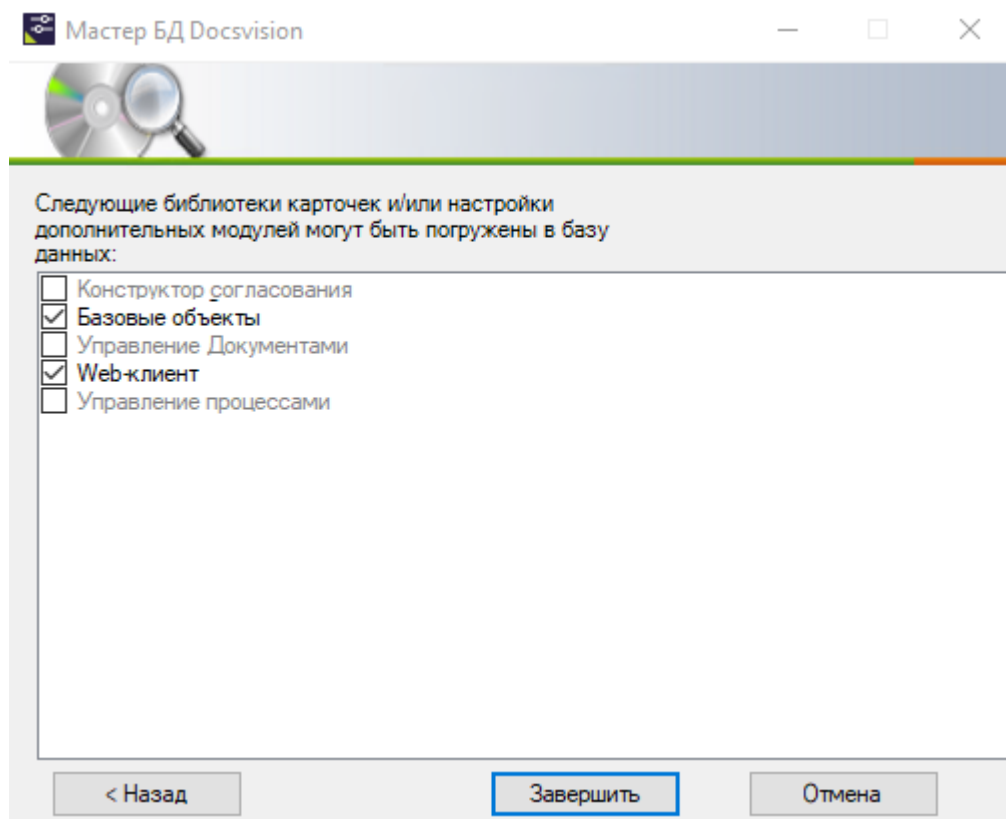 Мастер БД Docsvision
Следующие библиотеки карточек и/или настройки
дополнительных модулей могут быть погружены в базу
данных:
Конструктор согласования
Базовые объекты
Управление Документами
Web-клиент
Управление процессами
< Назад
Завершить
Отмена